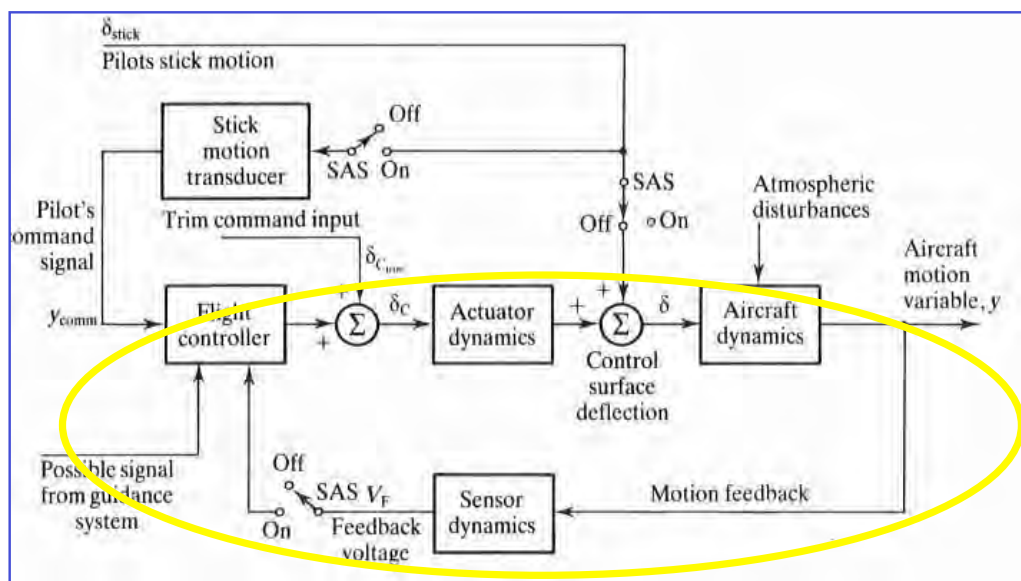 δstick
Pilots stick motion
Stick
motion
transducer
Off
SAS
On
SAS
Off
On
Atmospheric
disturbances
Pilot's
ommand
signal
Trim command input
δC
Aircraft
motion
variable, y
ycomm
Flight
controller
+
+
Σ
δC
Actuator
dynamics
+
+
Σ
δ
Aircraft
dynamics
Control
surface
deflection
Possible signal
from guidance
system
Off
On
SAS VF
Feedback
voltage
Sensor
dynamics
Motion feedback